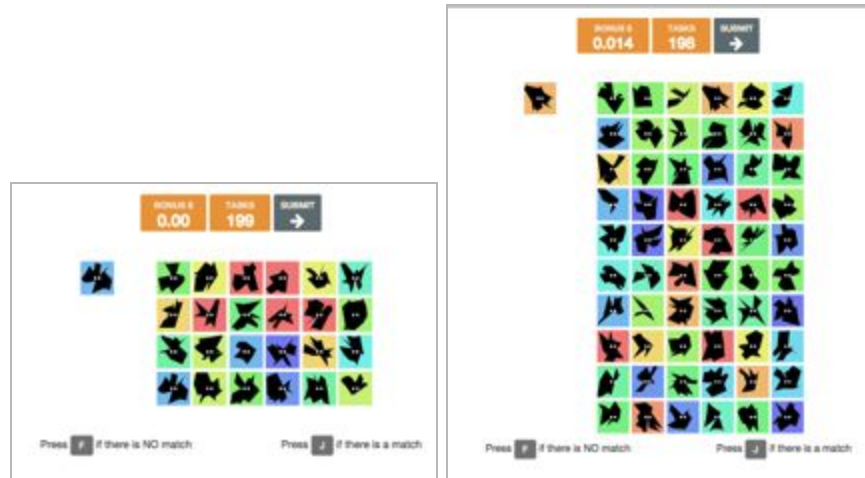 BONUS $ TASKS SUBMIT
0.00 199 →
Press F if there is NO match Press J if there is a match
BONUS $ TASKS SUBMIT
0.014 198 →
Press F if there is NO match Press J if there is a match